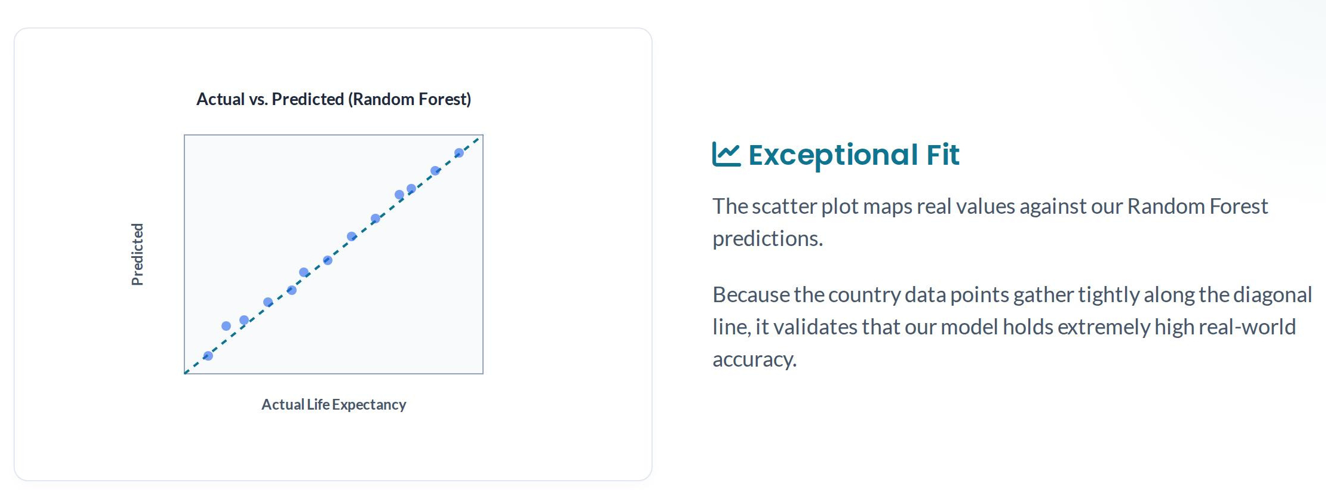 Actual vs. Predicted (Random Forest)
Predicted
Actual Life Expectancy
Exceptional Fit
The scatter plot maps real values against our Random Forest
predictions.
Because the country data points gather tightly along the diagonal
line, it validates that our model holds extremely high real-world
accuracy.